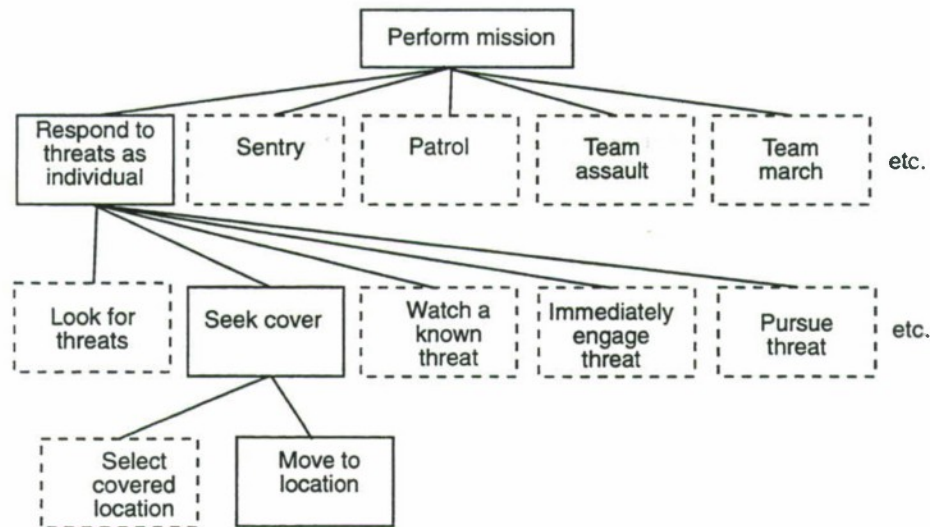 Perform mission
Respond to
threats as
individual
Sentry
Patrol
Team
assault
Team
march
etc.
Look for
threats
Seek cover
Watch a
known
threat
Immediately
engage
threat
Pursue
threat
etc.
Select
covered
location
Move to
location